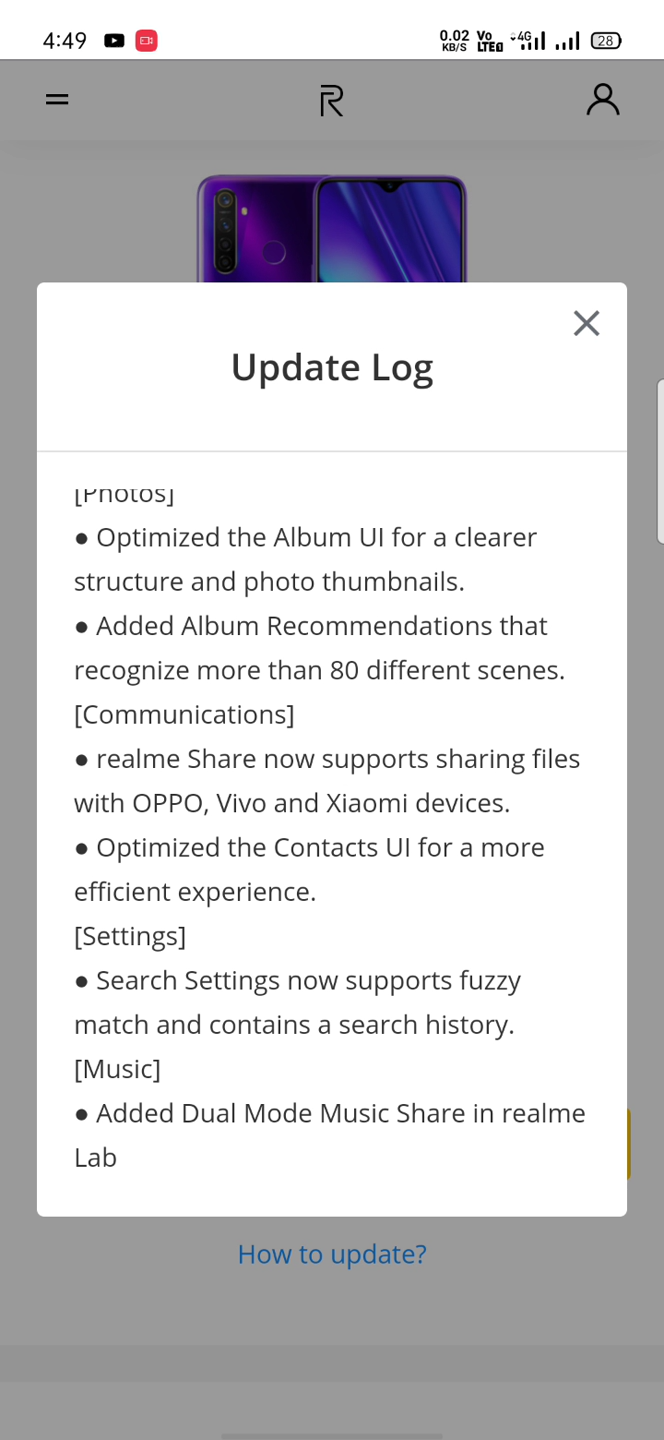 4:49
0.02 KB/S
Vo LTE
4G
28
Update Log
[Photos]
● Optimized the Album UI for a clearer
structure and photo thumbnails.
● Added Album Recommendations that
recognize more than 80 different scenes.
[Communications]
● realme Share now supports sharing files
with OPPO, Vivo and Xiaomi devices.
● Optimized the Contacts UI for a more
efficient experience.
[Settings]
● Search Settings now supports fuzzy
match and contains a search history.
[Music]
● Added Dual Mode Music Share in realme
Lab
How to update?